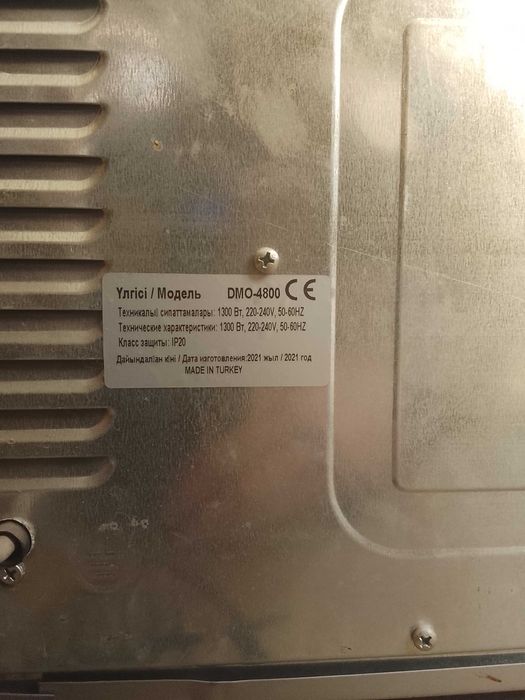 Үлгісі / Модель DMO-4800 CE
Техникалық сипаттамалары: 1300 Вт, 220-240V, 50-60HZ
Технические характеристики: 1300 Вт, 220-240V, 50-60HZ
Класс защиты: IP20
Дайындалған күні / Дата изготовления:2021 жыл / 2021 год
MADE IN TURKEY